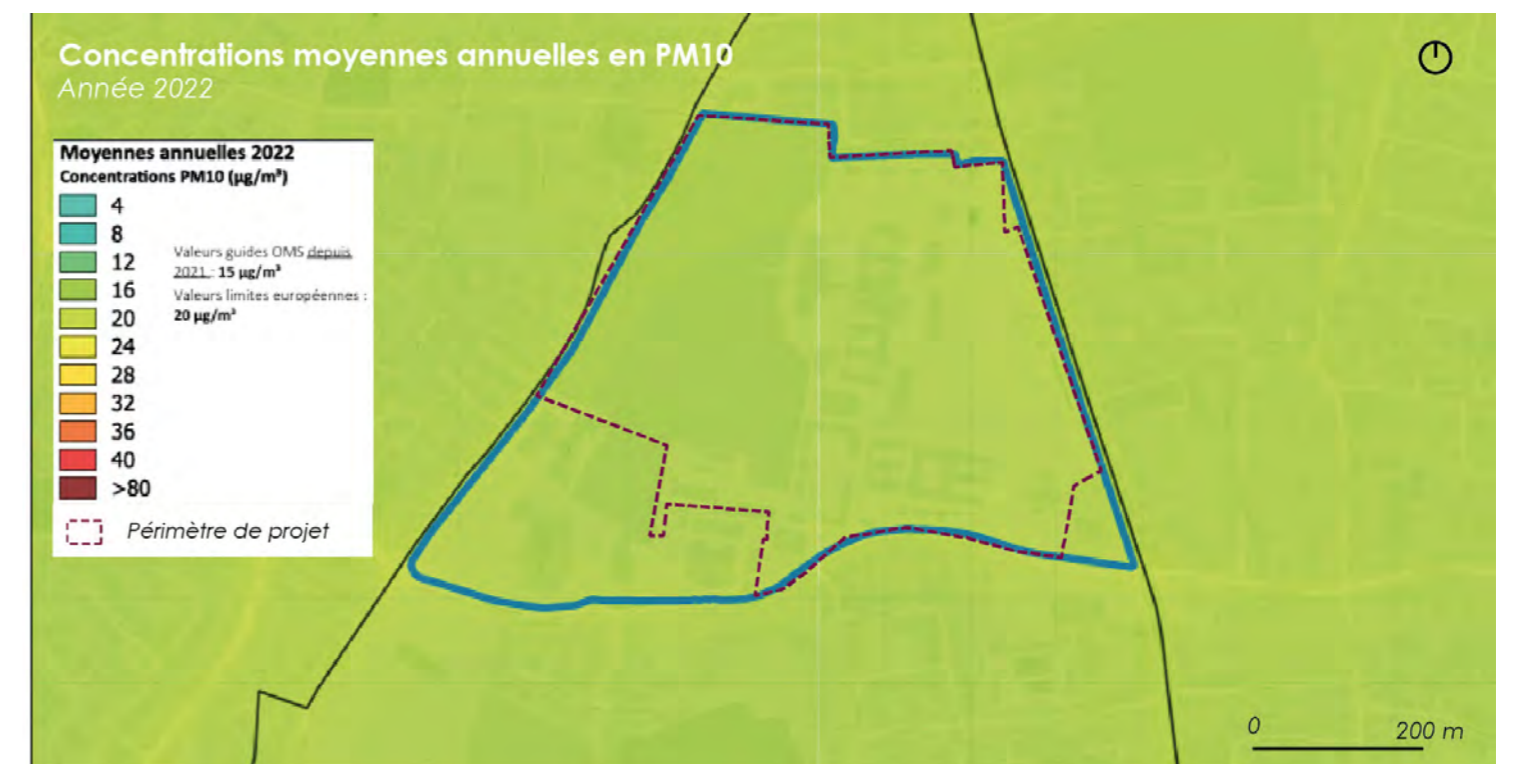 Concentrations moyennes annuelles en PM10
Année 2022
Moyennes annuelles 2022
Concentrations PM10 (µg/m³)
4
8
12
16
20
24
28
32
36
40
>80
Valeurs guides OMS depuis
2021 : 15 µg/m³
Valeurs limites européennes :
20 µg/m³
Périmètre de projet
0
200 m